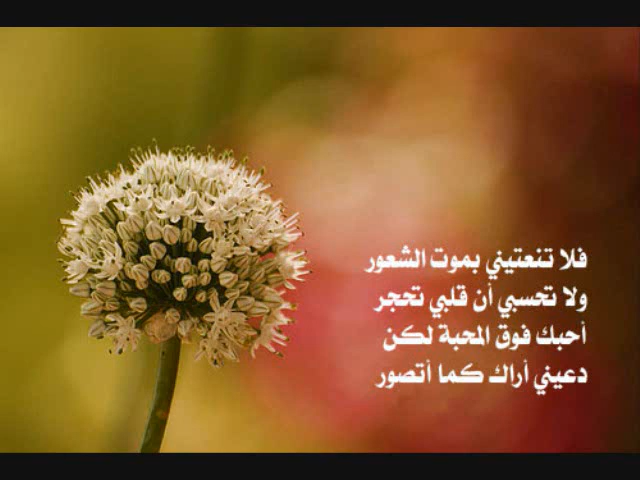 فلا تنعتيني بموت الشعور
ولا تحسبي أن قلبي تحجر
أحبك فوق المحبة لكن
دعيني أراك كما أتصور